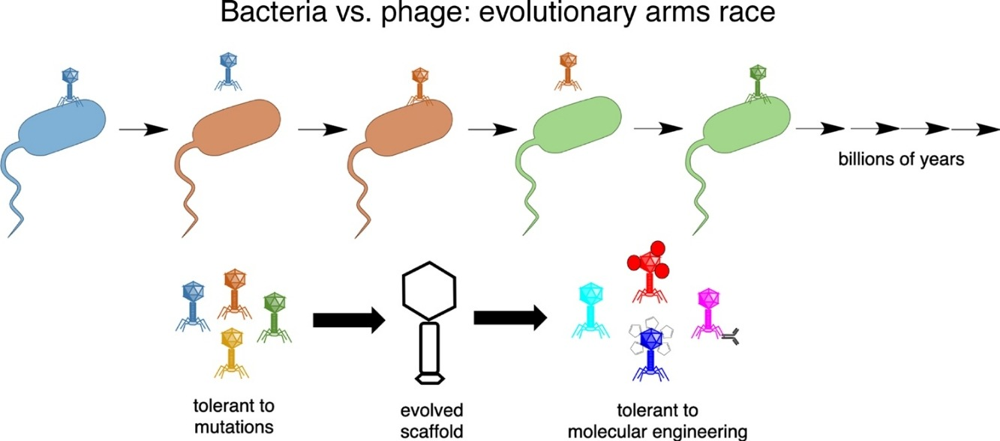 Bacteria vs. phage: evolutionary arms race
billions of years
tolerant to
mutations
evolved
scaffold
tolerant to
molecular engineering